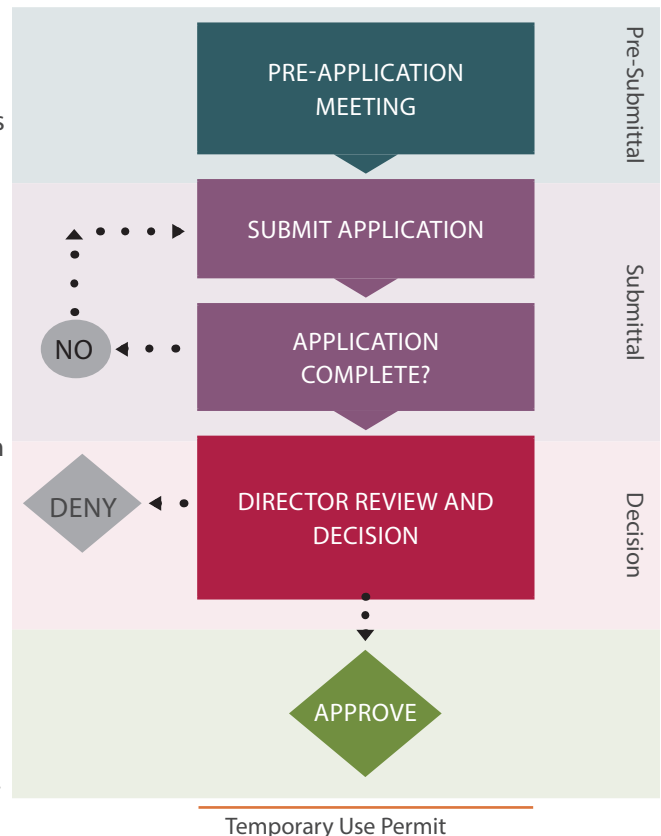 PRE-APPLICATION
MEETING
Pre-Submittal
s
SUBMIT APPLICATION
Submittal
NO
APPLICATION
COMPLETE?
n
DENY
DIRECTOR REVIEW AND
DECISION
Decision
APPROVE
Temporary Use Permit